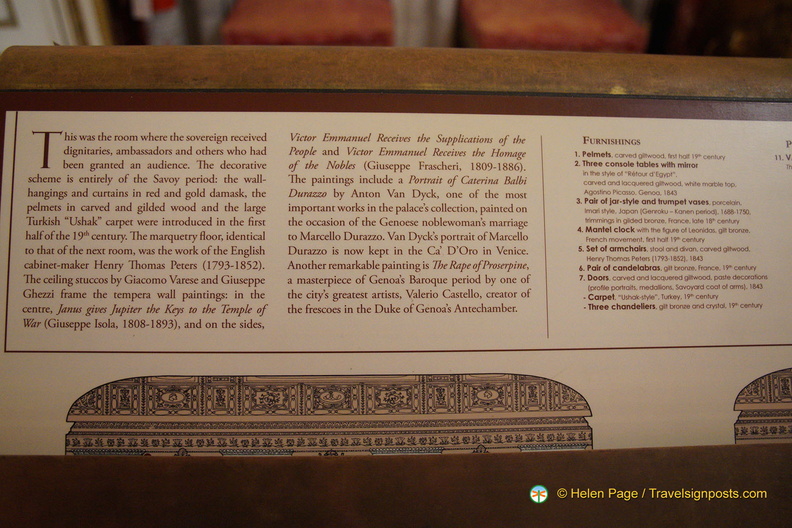 This was the room where the sovereign received
dignitaries, ambassadors and others who had
been granted an audience. The decorative
scheme is entirely of the Savoy period: the wall-
hangings and curtains in red and gold damask, the
pelmets in carved and gilded wood and the large
Turkish “Ushak” carpet were introduced in the first
half of the 19th century. The marquetry floor, identical
to that of the next room, was the work of the English
cabinet-maker Henry Thomas Peters (1793-1852).
The ceiling stuccos by Giacomo Varese and Giuseppe
Ghezzi frame the tempera wall paintings: in the
centre, Janus gives Jupiter the Keys to the Temple of
War (Giuseppe Isola, 1808-1893), and on the sides,
Victor Emmanuel Receives the Supplications of the
People and Victor Emmanuel Receives the Homage
of the Nobles (Giuseppe Frascheri, 1809-1886).
The paintings include a Portrait of Caterina Balbi
Durazzo by Anton Van Dyck, one of the most
important works in the palace's collection, painted on
the occasion of the Genoese noblewoman's marriage
to Marcello Durazzo. Van Dyck's portrait of Marcello
Durazzo is now kept in the Ca' D'Oro in Venice.
Another remarkable painting is The Rape of Proserpine,
a masterpiece of Genoa's Baroque period by one of
the city's greatest artists, Valerio Castello, creator of
the frescoes in the Duke of Genoa's Antechamber.
FURNISHINGS
1. Pelmets, carved giltwood, first half 19th century
2. Three console tables with mirror
in the style of “Rétour d'Egypt”,
carved and lacquered giltwood, white marble top,
Agostino Picasso, Genoa, 1843
3. Pair of jar-style and trumpet vases, porcelain,
Imari style, Japan (Genroku – Kanen period), 1688-1750,
trimmings in gilded bronze, France, late 18th century
4. Mantel clock with the figure of Leonidas, gilt bronze,
French movement, first half 19th century
5. Set of armchairs, stool and divan, carved giltwood,
Henry Thomas Peters (1793-1852), 1843
6. Pair of candelabras, gilt bronze, France, 19th century
7. Doors, carved and lacquered giltwood, paste decorations
(profile portraits, medallions, Savoyard coat of arms), 1843
- Carpet, “Ushak-style”, Turkey, 19th century
- Three chandeliers, gilt bronze and crystal, 19th century
P
11. V
© Helen Page / Travelsignposts.com